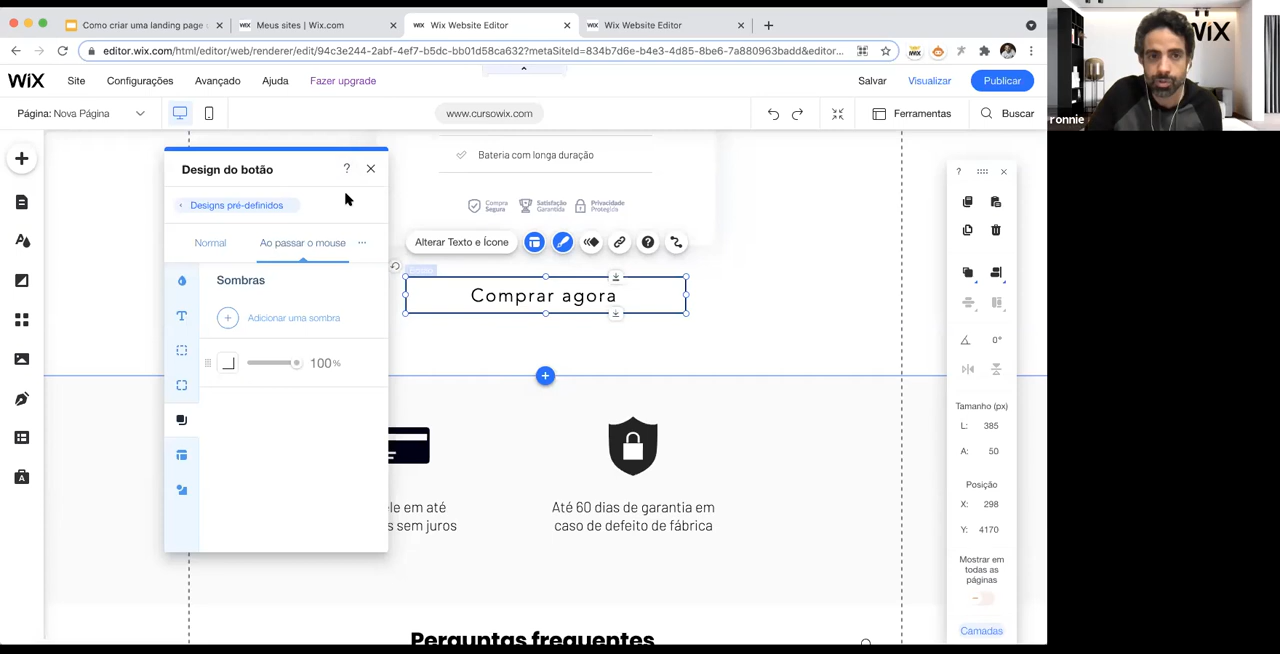 Como criar uma landing page
Meus sites | Wix.com
Wix Website Editor
Wix Website Editor
editor.wix.com/html/editor/web/renderer/edit/94c3e244-2abf-4ef7-b5dc-bb01d58ca632?metaSiteId=834b7d6e-b4e3-4d85-8be6-7a880963badd&editor...
WiX
Site
Configurações
Avançado
Ajuda
Fazer upgrade
Salvar
Visualizar
Publicar
WiX
ronnie
Página: Nova Página
www.cursowix.com
Ferramentas
Buscar
Bateria com longa duração
Design do botão
Designs pré-definidos
Compra Segura
Satisfação Garantida
Privacidade Protegida
Normal
Ao passar o mouse
Alterar Texto e Ícone
Sombras
Adicionar uma sombra
100%
Comprar agora
0°
Tamanho (px)
L: 385
A: 50
Posição
X: 298
Y: 4170
le em até
s sem juros
Até 60 dias de garantia em
caso de defeito de fábrica
Mostrar em
todas as
páginas
Camadas
Perguntas frequentes